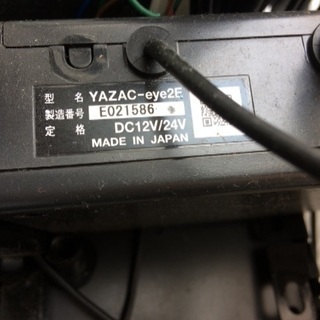 型 名 YAZAC-eye2E
製造番号 E021586
定 格 DC12V/24V
MADE IN JAPAN